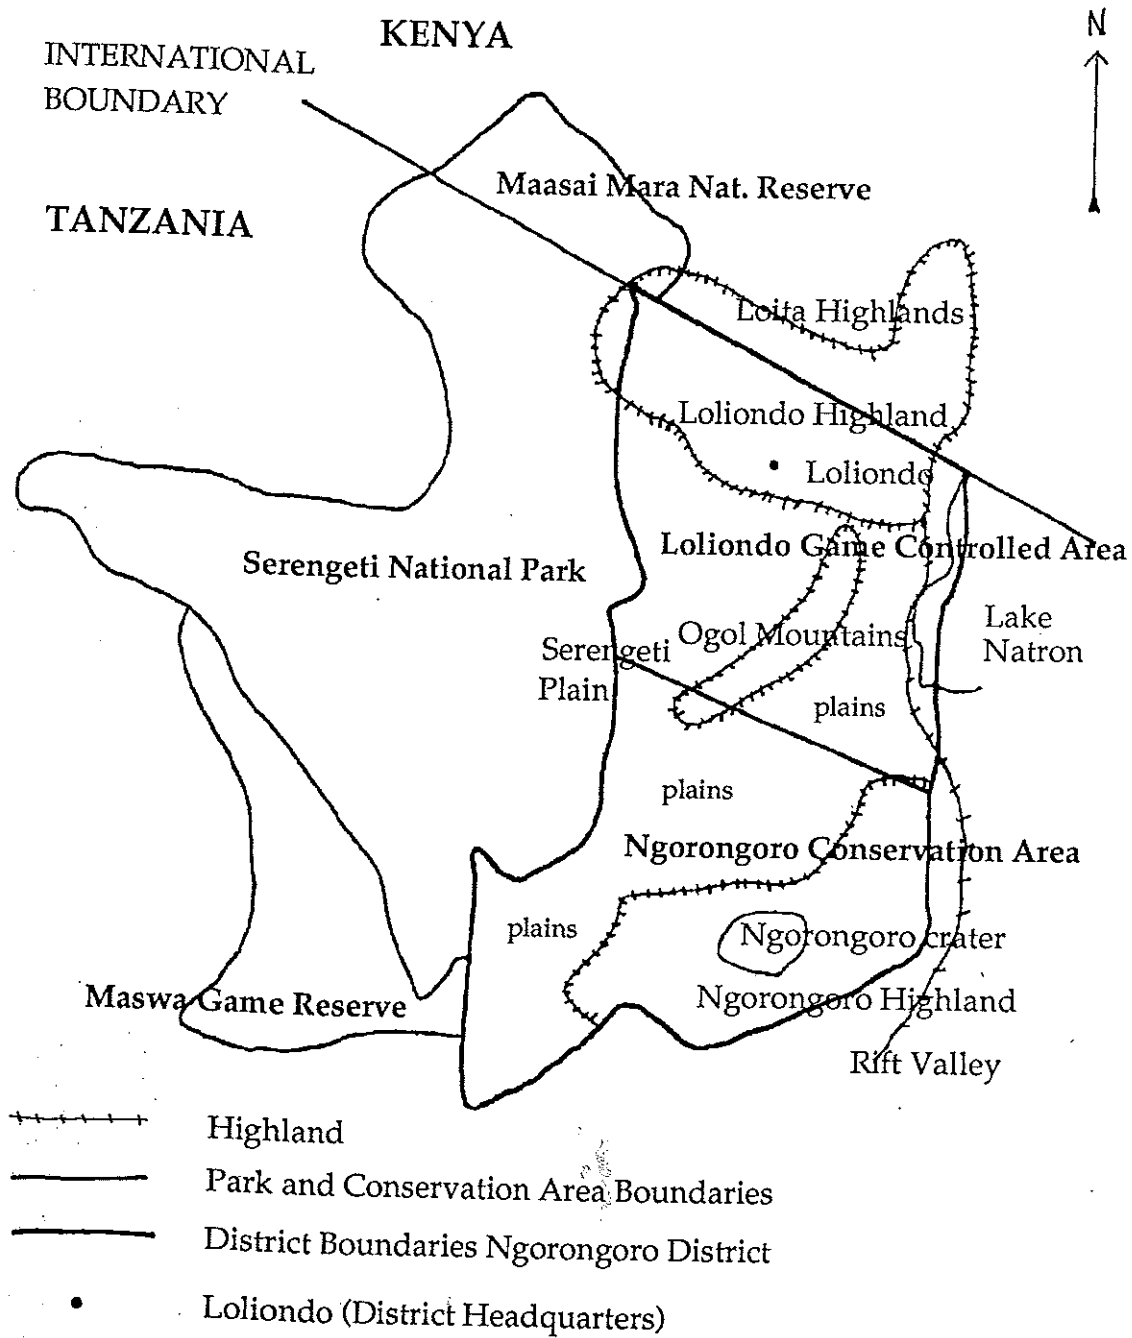 KENYA
N
INTERNATIONAL
BOUNDARY
Maasai Mara Nat. Reserve
TANZANIA
Loita Highlands
Loliondo Highland
Loliondo
Loliondo Game Controlled Area
Serengeti National Park
Lake
Natron
Ogol Mountains
Serengeti
Plain
plains
plains
Ngorongoro Conservation Area
plains
Ngorongoro crater
Maswa Game Reserve
Ngorongoro Highland
Rift Valley
Highland
Park and Conservation Area Boundaries
District Boundaries Ngorongoro District
Loliondo (District Headquarters)